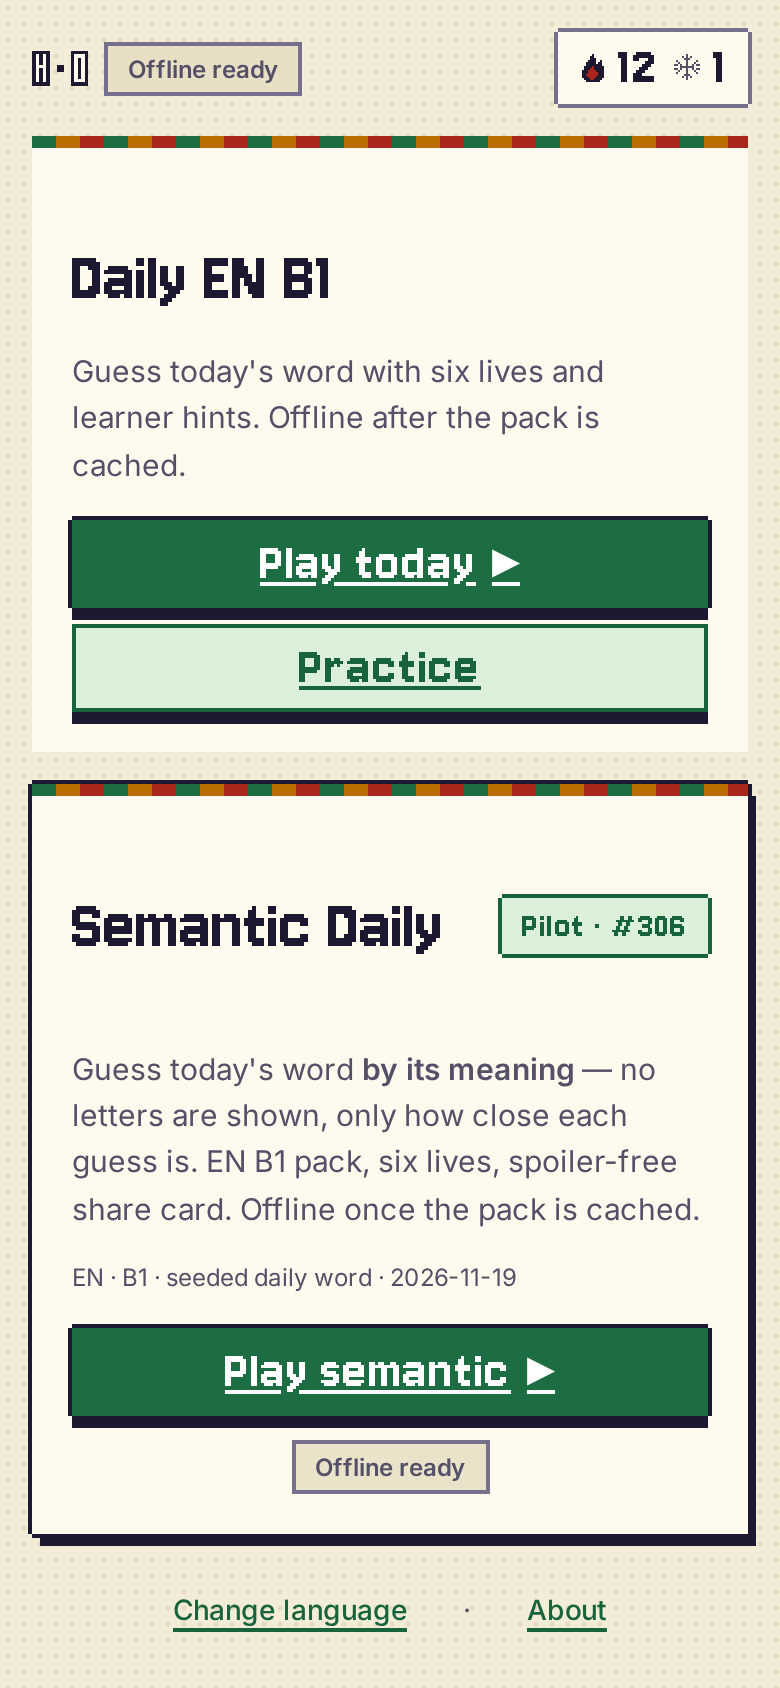 H·I
Offline ready
12 1
Daily EN B1
Guess today's word with six lives and
learner hints. Offline after the pack is
cached.
Play today ▶
Practice
Semantic Daily
Pilot · #306
Guess today's word by its meaning — no
letters are shown, only how close each
guess is. EN B1 pack, six lives, spoiler-free
share card. Offline once the pack is cached.
EN · B1 · seeded daily word · 2026-11-19
Play semantic ▶
Offline ready
Change language · About